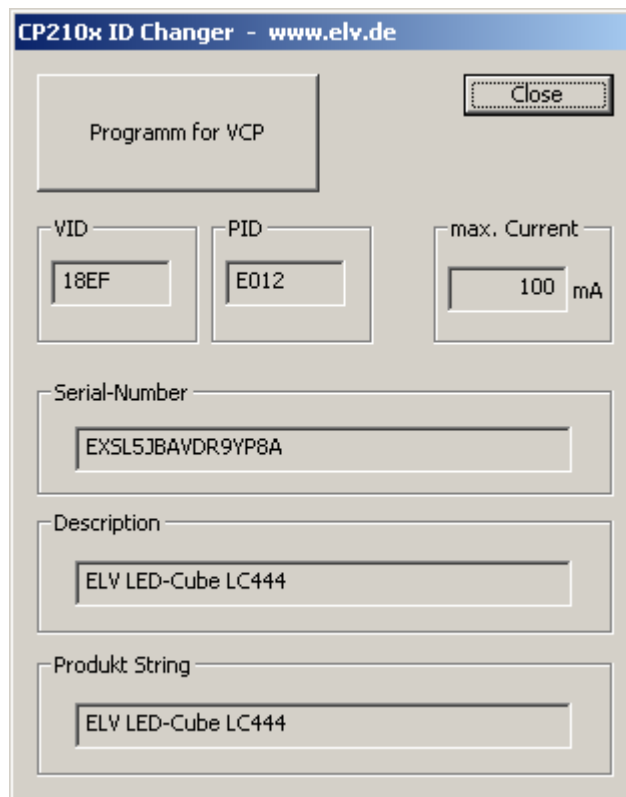 CP210x ID Changer - www.elv.de
Programm for VCP
Close
VID
PID
max. Current
18EF
E012
100 mA
Serial-Number
EXSL5JBAVDR9YP8A
Description
ELV LED-Cube LC444
Produkt String
ELV LED-Cube LC444